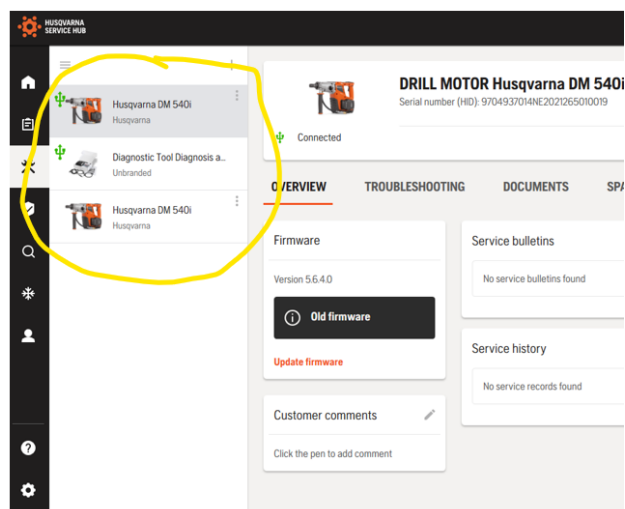 HUSQVARNA
SERVICE HUB
Husqvarna DM 540i
Husqvarna
Diagnostic Tool Diagnosis a..
Unbranded
Husqvarna DM 540i
Husqvarna
DRILL MOTOR Husqvarna DM 540i
Serial number (HID): 9704937014NE2021265010019
Connected
OVERVIEW TROUBLESHOOTING DOCUMENTS SPA
Firmware
Version 5.6.4.0
Old firmware
Update firmware
Customer comments
Click the pen to add comment
Service bulletins
No service bulletins found
Service history
No service records found